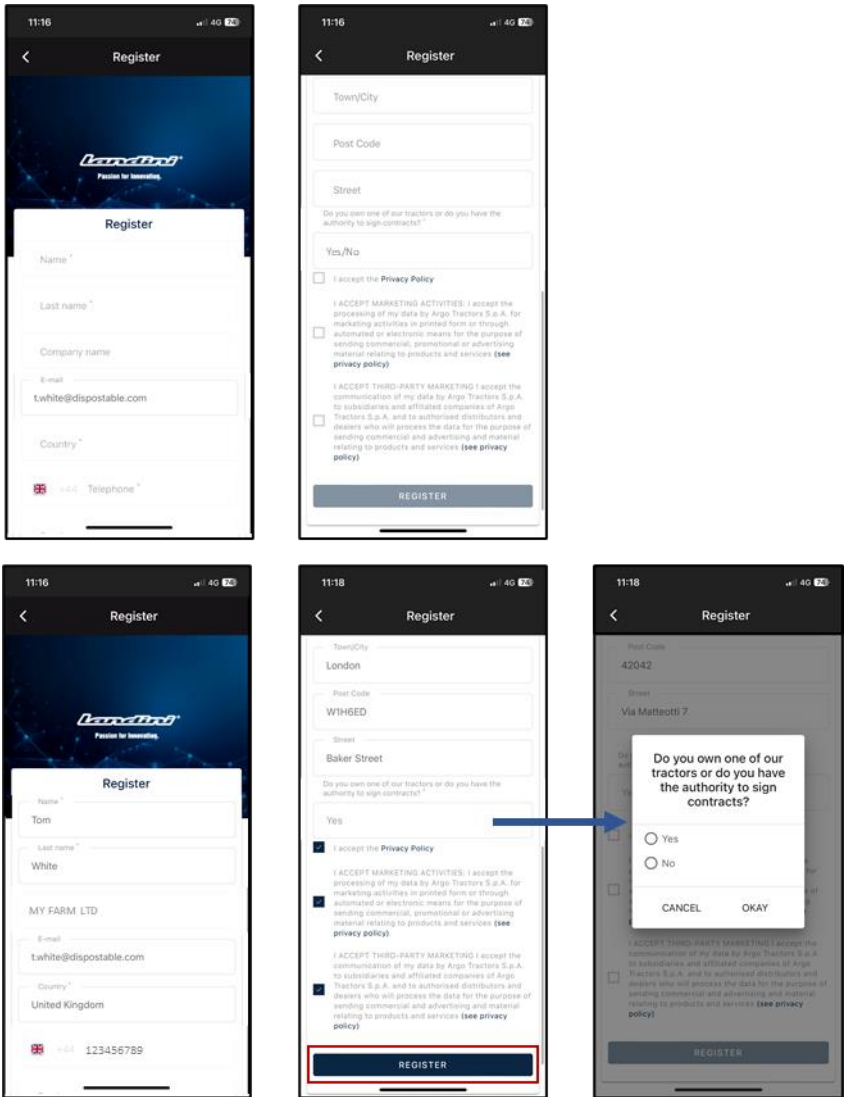 11:16
4G 74
Register
Landini
Passion for Innovating.
Register
Name *
Last name *
Company name
E-mail
t.white@dispostable.com
Country *
+44 Telephone *
11:16
4G 74
Register
Town/City
Post Code
Street
Do you own one of our tractors or do you have the
authority to sign contracts? *
Yes/No
I accept the Privacy Policy
I ACCEPT MARKETING ACTIVITIES: I accept the
processing of my data by Argo Tractors S.p.A. for
marketing activities in printed form or through
automated or electronic means for the purpose of
sending commercial, promotional or advertising
material relating to products and services (see
privacy policy)
I ACCEPT THIRD-PARTY MARKETING I accept the
communication of my data by Argo Tractors S.p.A.
to subsidiaries and affiliated companies of Argo
Tractors S.p.A. and to authorised distributors and
dealers who will process the data for the purpose of
sending commercial and advertising and material
relating to products and services (see privacy
policy)
REGISTER
11:16
4G 74
Register
Landini
Passion for Innovating.
Register
Name *
Tom
Last name *
White
MY FARM LTD
E-mail
t.white@dispostable.com
Country *
United Kingdom
+44 123456789
11:18
4G 74
Register
Town/City
London
Post Code
W1H6ED
Street
Baker Street
Do you own one of our tractors or do you have the
authority to sign contracts? *
Yes
I accept the Privacy Policy
I ACCEPT MARKETING ACTIVITIES: I accept the
processing of my data by Argo Tractors S.p.A. for
marketing activities in printed form or through
automated or electronic means for the purpose of
sending commercial, promotional or advertising
material relating to products and services (see
privacy policy)
I ACCEPT THIRD-PARTY MARKETING I accept the
communication of my data by Argo Tractors S.p.A.
to subsidiaries and affiliated companies of Argo
Tractors S.p.A. and to authorised distributors and
dealers who will process the data for the purpose of
sending commercial and advertising and material
relating to products and services (see privacy
policy)
REGISTER
11:18
4G 74
Register
Post Code
42042
Street
Via Matteotti 7
Do you own one of our
tractors or do you have
the authority to sign
contracts?
Yes
No
CANCEL OKAY
I ACCEPT THIRD-PARTY MARKETING I accept the
communication of my data by Argo Tractors S.p.A.
to subsidiaries and affiliated companies of Argo
Tractors S.p.A. and to authorised distributors and
dealers who will process the data for the purpose of
sending commercial and advertising and material
relating to products and services (see privacy
policy)
REGISTER